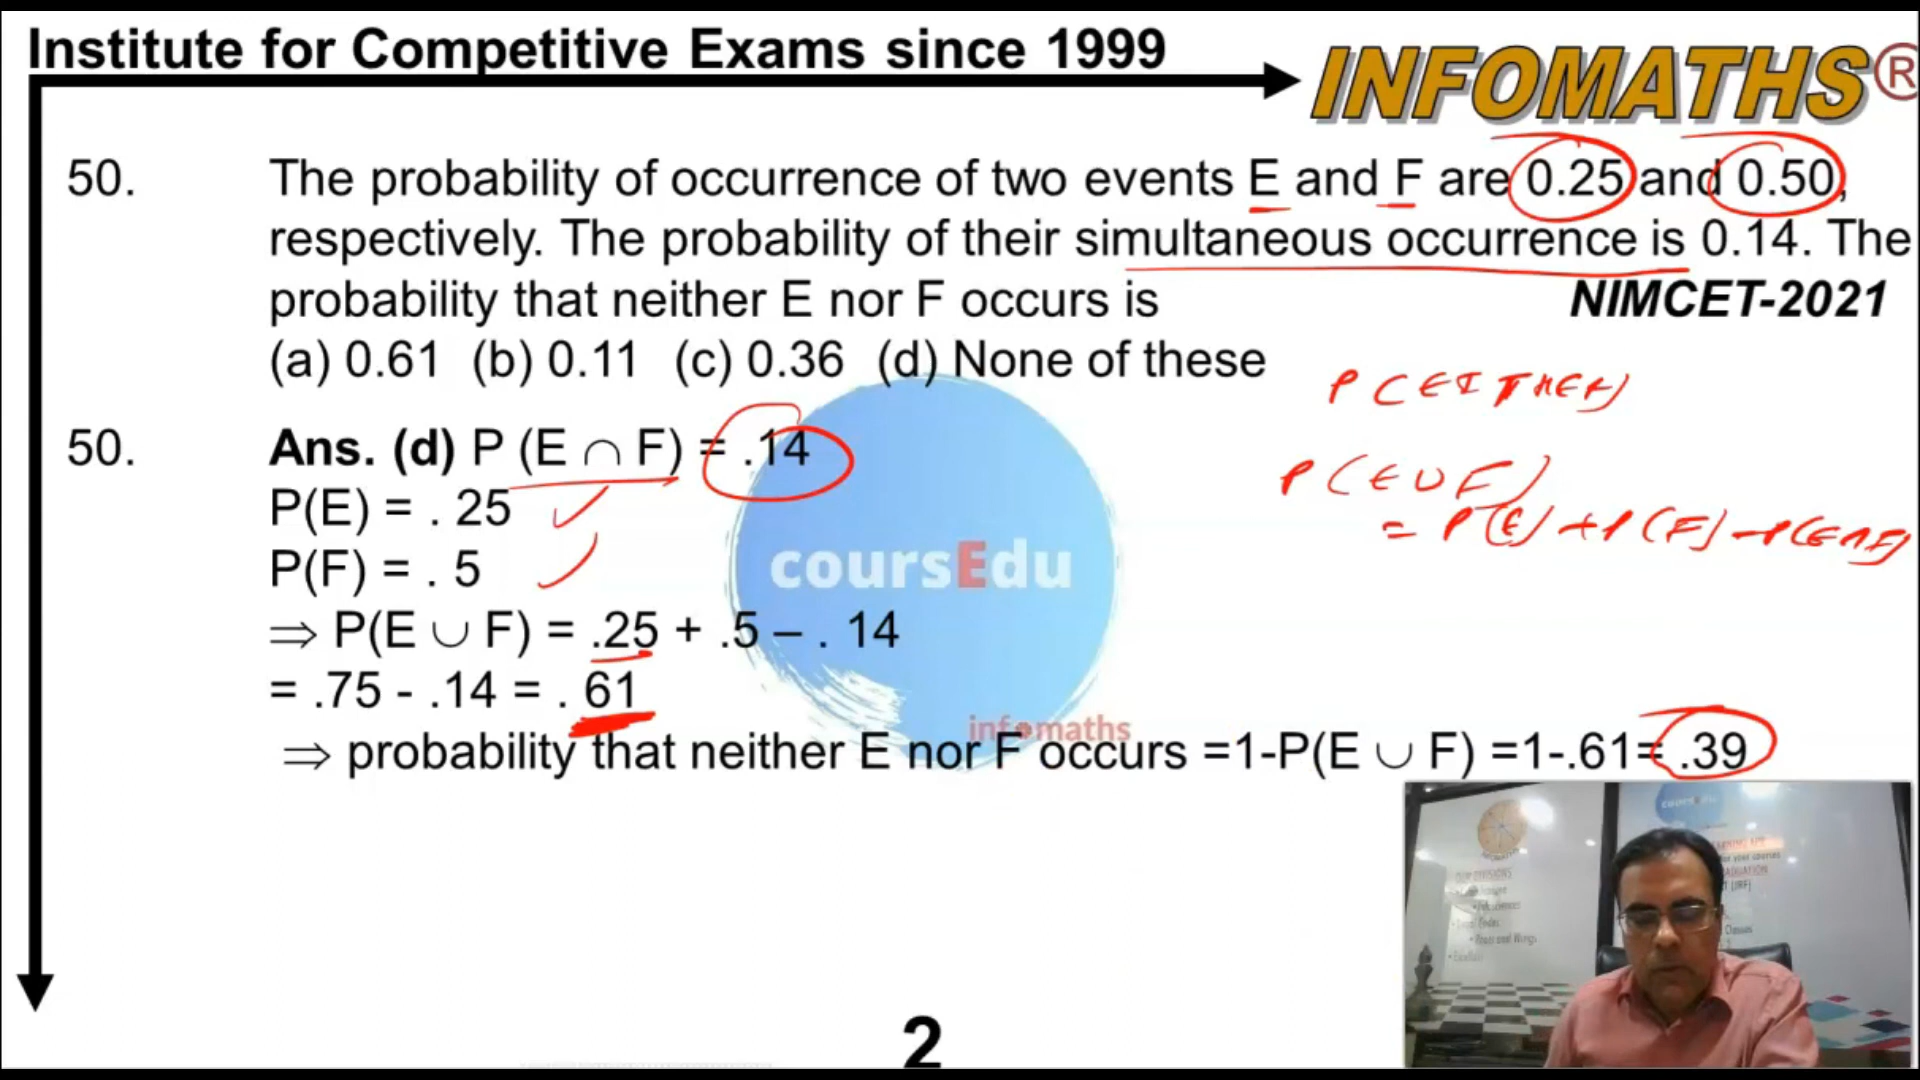 Institute for Competitive Exams since 1999
INFOMATHS®
50. The probability of occurrence of two events E and F are 0.25 and 0.50,
respectively. The probability of their simultaneous occurrence is 0.14. The
probability that neither E nor F occurs is NIMCET-2021
(a) 0.61 (b) 0.11 (c) 0.36 (d) None of these
P(EITHER)
50. Ans. (d) P (E ∩ F) = .14
P(E∪F)
P(E) = . 25
= P(E)+P(F)-P(E∩F)
P(F) = . 5
coursEdu
⇒ P(E ∪ F) = .25 + .5 – . 14
= .75 - .14 = . 61
infomaths
⇒ probability that neither E nor F occurs =1-P(E ∪ F) =1-.61= .39
2